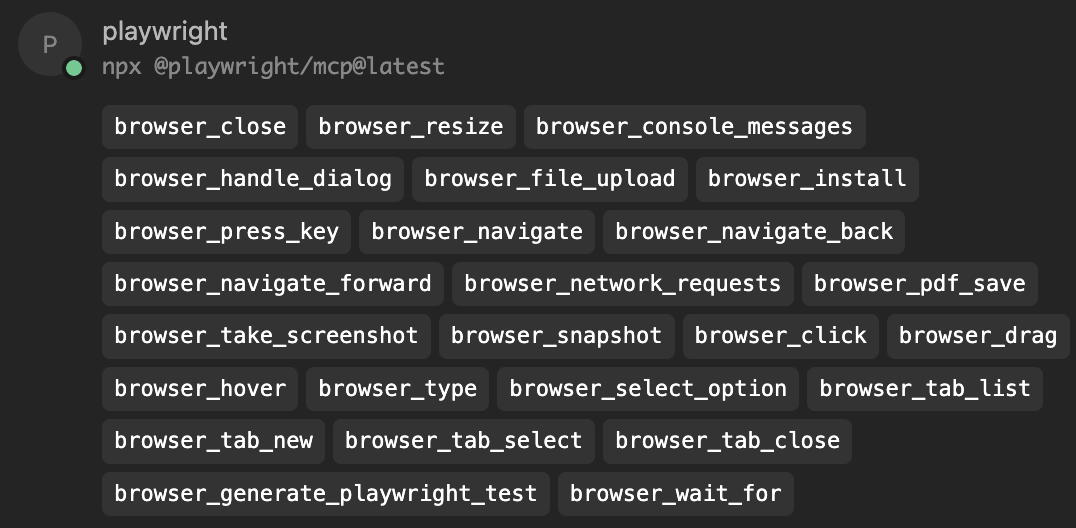 P
playwright
npx @playwright/mcp@latest
browser_close browser_resize browser_console_messages
browser_handle_dialog browser_file_upload browser_install
browser_press_key browser_navigate browser_navigate_back
browser_navigate_forward browser_network_requests browser_pdf_save
browser_take_screenshot browser_snapshot browser_click browser_drag
browser_hover browser_type browser_select_option browser_tab_list
browser_tab_new browser_tab_select browser_tab_close
browser_generate_playwright_test browser_wait_for